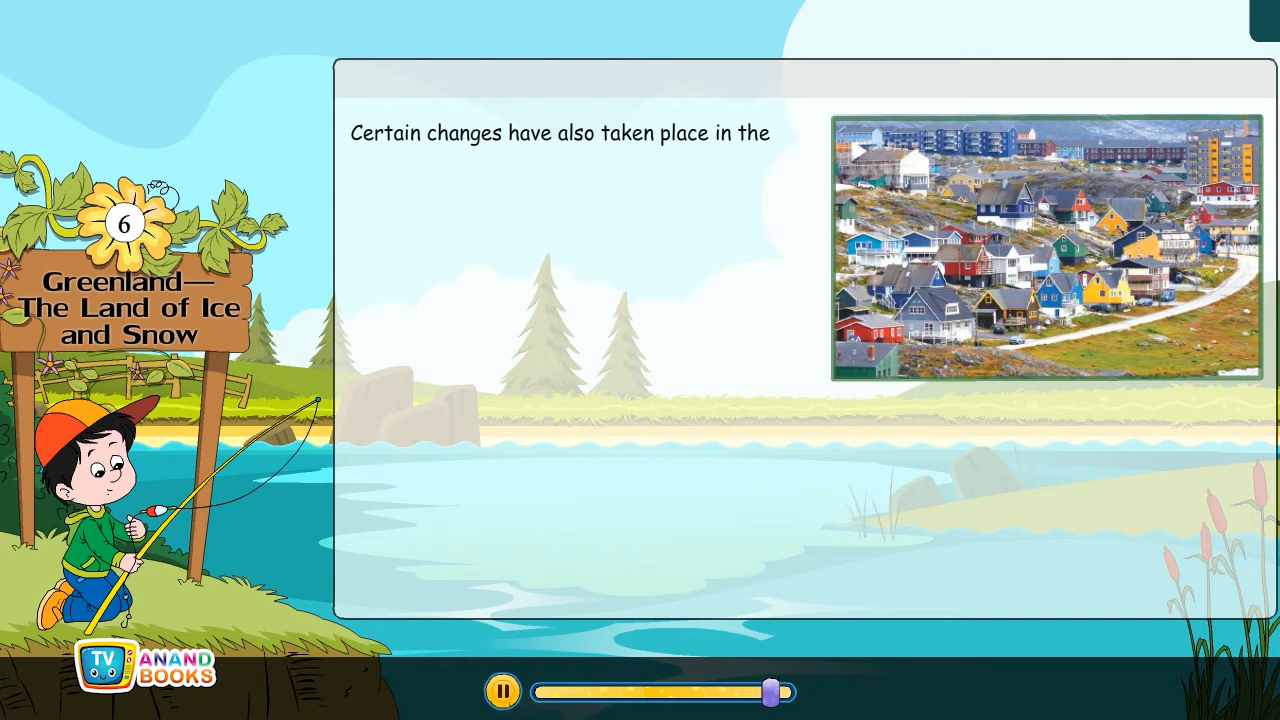 Certain changes have also taken place in the
6
Greenland—
The Land of Ice
and Snow
TV
ANAND
BOOKS